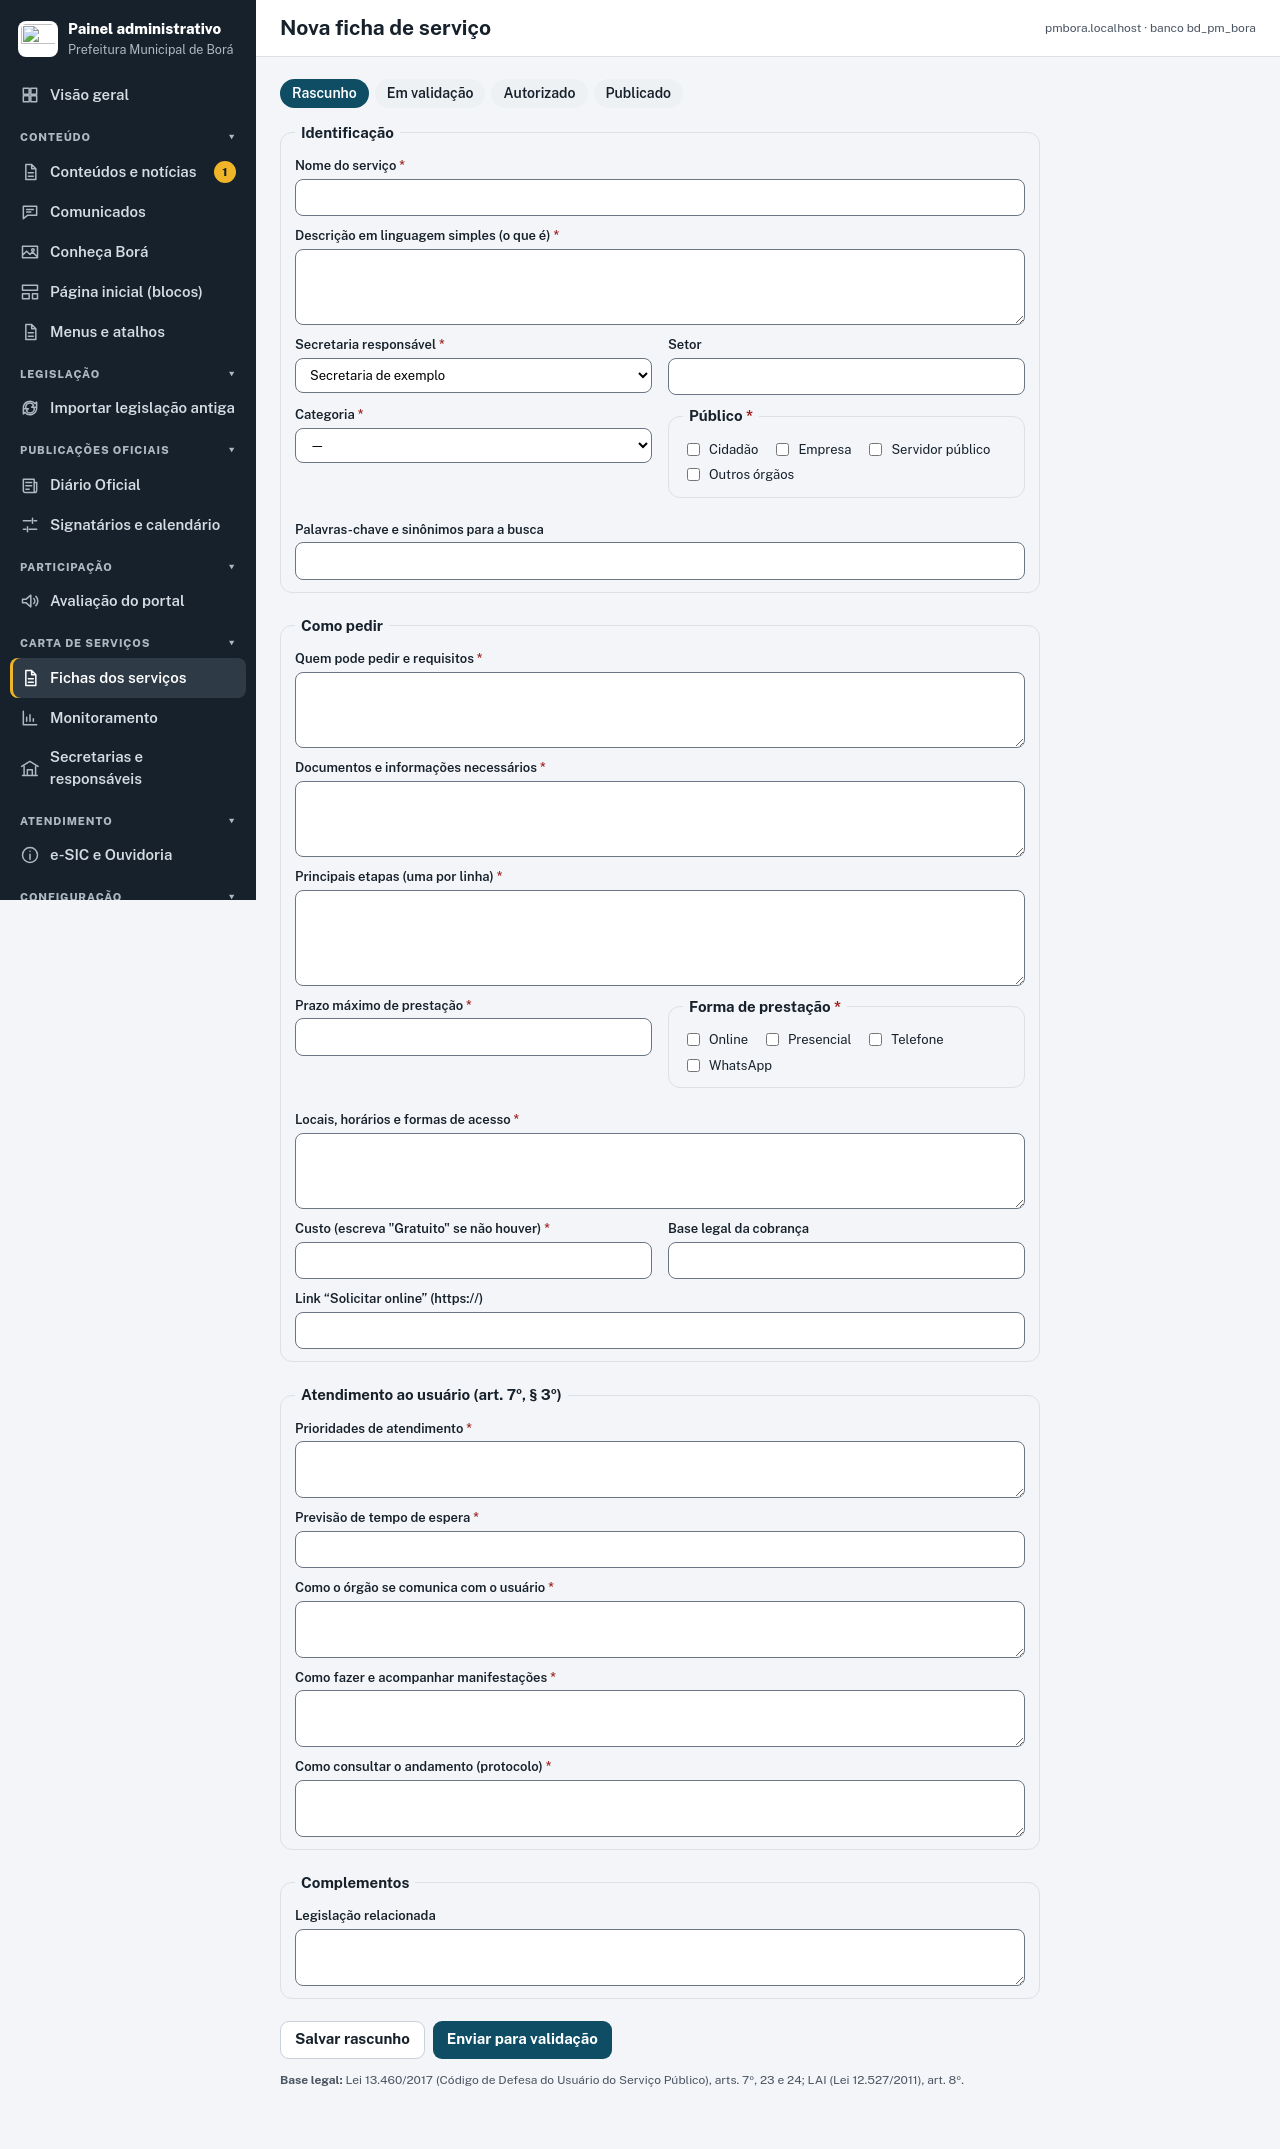 Painel administrativo
Prefeitura Municipal de Borá
Visão geral
CONTEÚDO
Conteúdos e notícias 1
Comunicados
Conheça Borá
Página inicial (blocos)
Menus e atalhos
LEGISLAÇÃO
Importar legislação antiga
PUBLICAÇÕES OFICIAIS
Diário Oficial
Signatários e calendário
PARTICIPAÇÃO
Avaliação do portal
CARTA DE SERVIÇOS
Fichas dos serviços
Monitoramento
Secretarias e
responsáveis
ATENDIMENTO
e-SIC e Ouvidoria
CONFIGURAÇÃO
Nova ficha de serviço
pmbora.localhost · banco bd_pm_bora
Rascunho Em validação Autorizado Publicado
Identificação
Nome do serviço *
Descrição em linguagem simples (o que é) *
Secretaria responsável * Setor
Secretaria de exemplo
Categoria * Público *
—
Cidadão Empresa Servidor público
Outros órgãos
Palavras-chave e sinônimos para a busca
Como pedir
Quem pode pedir e requisitos *
Documentos e informações necessários *
Principais etapas (uma por linha) *
Prazo máximo de prestação * Forma de prestação *
Online Presencial Telefone
WhatsApp
Locais, horários e formas de acesso *
Custo (escreva "Gratuito" se não houver) * Base legal da cobrança
Link “Solicitar online” (https://)
Atendimento ao usuário (art. 7º, § 3º)
Prioridades de atendimento *
Previsão de tempo de espera *
Como o órgão se comunica com o usuário *
Como fazer e acompanhar manifestações *
Como consultar o andamento (protocolo) *
Complementos
Legislação relacionada
Salvar rascunho Enviar para validação
Base legal: Lei 13.460/2017 (Código de Defesa do Usuário do Serviço Público), arts. 7º, 23 e 24; LAI (Lei 12.527/2011), art. 8º.